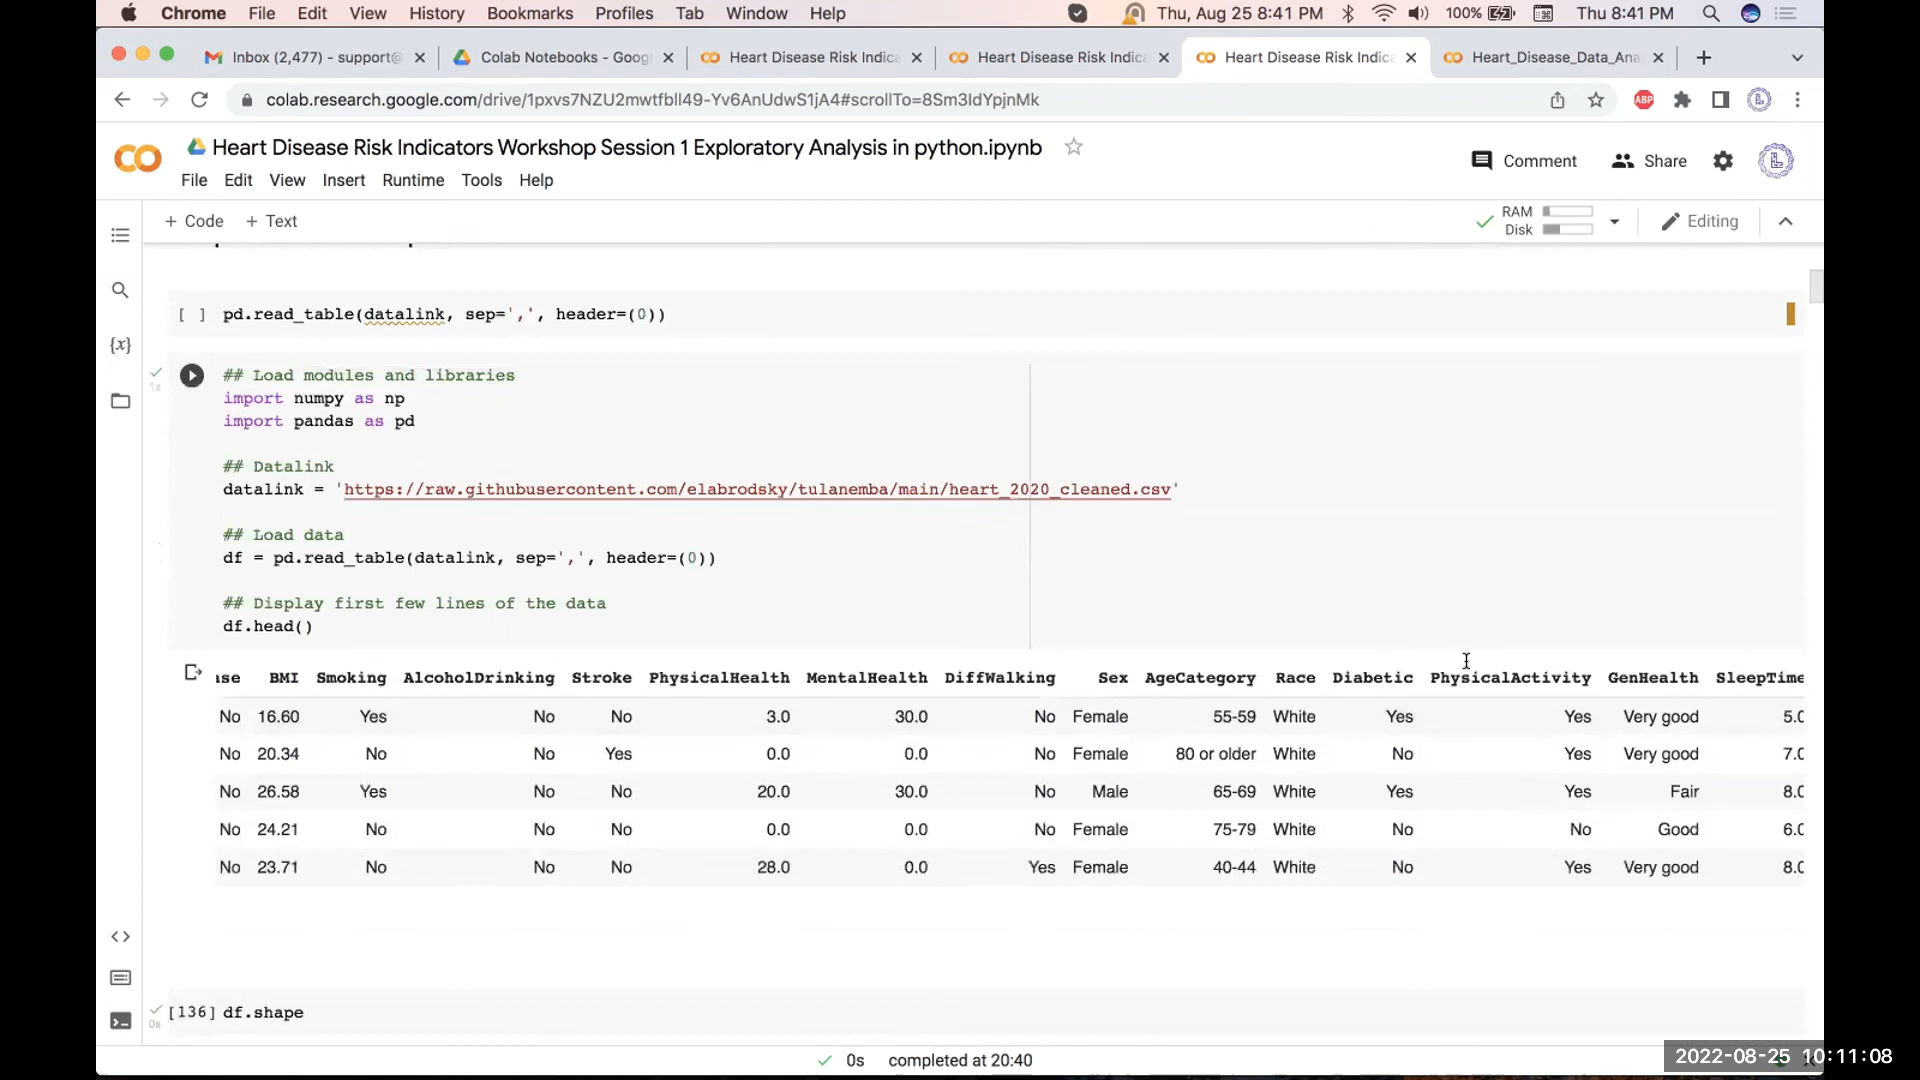 Chrome File Edit View History Bookmarks Profiles Tab Window Help Thu, Aug 25 8:41 PM 100% Thu 8:41 PM
Inbox (2,477) - support@ Colab Notebooks - Goog Heart Disease Risk Indica Heart Disease Risk Indic Heart Disease Risk Indica Heart_Disease_Data_Ana
colab.research.google.com/drive/1pxvs7NZU2mwtfbll49-Yv6AnUdwS1jA4#scrollTo=8Sm3IdYpjnMk ABP
Heart Disease Risk Indicators Workshop Session 1 Exploratory Analysis in python.ipynb
Comment Share
File Edit View Insert Runtime Tools Help
+ Code + Text RAM Disk Editing
[ ] pd.read_table(datalink, sep=',', header=(0))
{x}
1s
## Load modules and libraries
import numpy as np
import pandas as pd
## Datalink
datalink = 'https://raw.githubusercontent.com/elabrodsky/tulanemba/main/heart_2020_cleaned.csv'
## Load data
df = pd.read_table(datalink, sep=',', header=(0))
## Display first few lines of the data
df.head()
ase BMI Smoking AlcoholDrinking Stroke PhysicalHealth MentalHealth DiffWalking Sex AgeCategory Race Diabetic PhysicalActivity GenHealth SleepTime
No 16.60 Yes No No 3.0 30.0 No Female 55-59 White Yes Yes Very good 5.0
No 20.34 No No Yes 0.0 0.0 No Female 80 or older White No Yes Very good 7.0
No 26.58 Yes No No 20.0 30.0 No Male 65-69 White Yes Yes Fair 8.0
No 24.21 No No No 0.0 0.0 No Female 75-79 White No No Good 6.0
No 23.71 No No No 28.0 0.0 Yes Female 40-44 White No Yes Very good 8.0
[136] df.shape
0s
0s completed at 20:40
2022-08-25 10:11:08